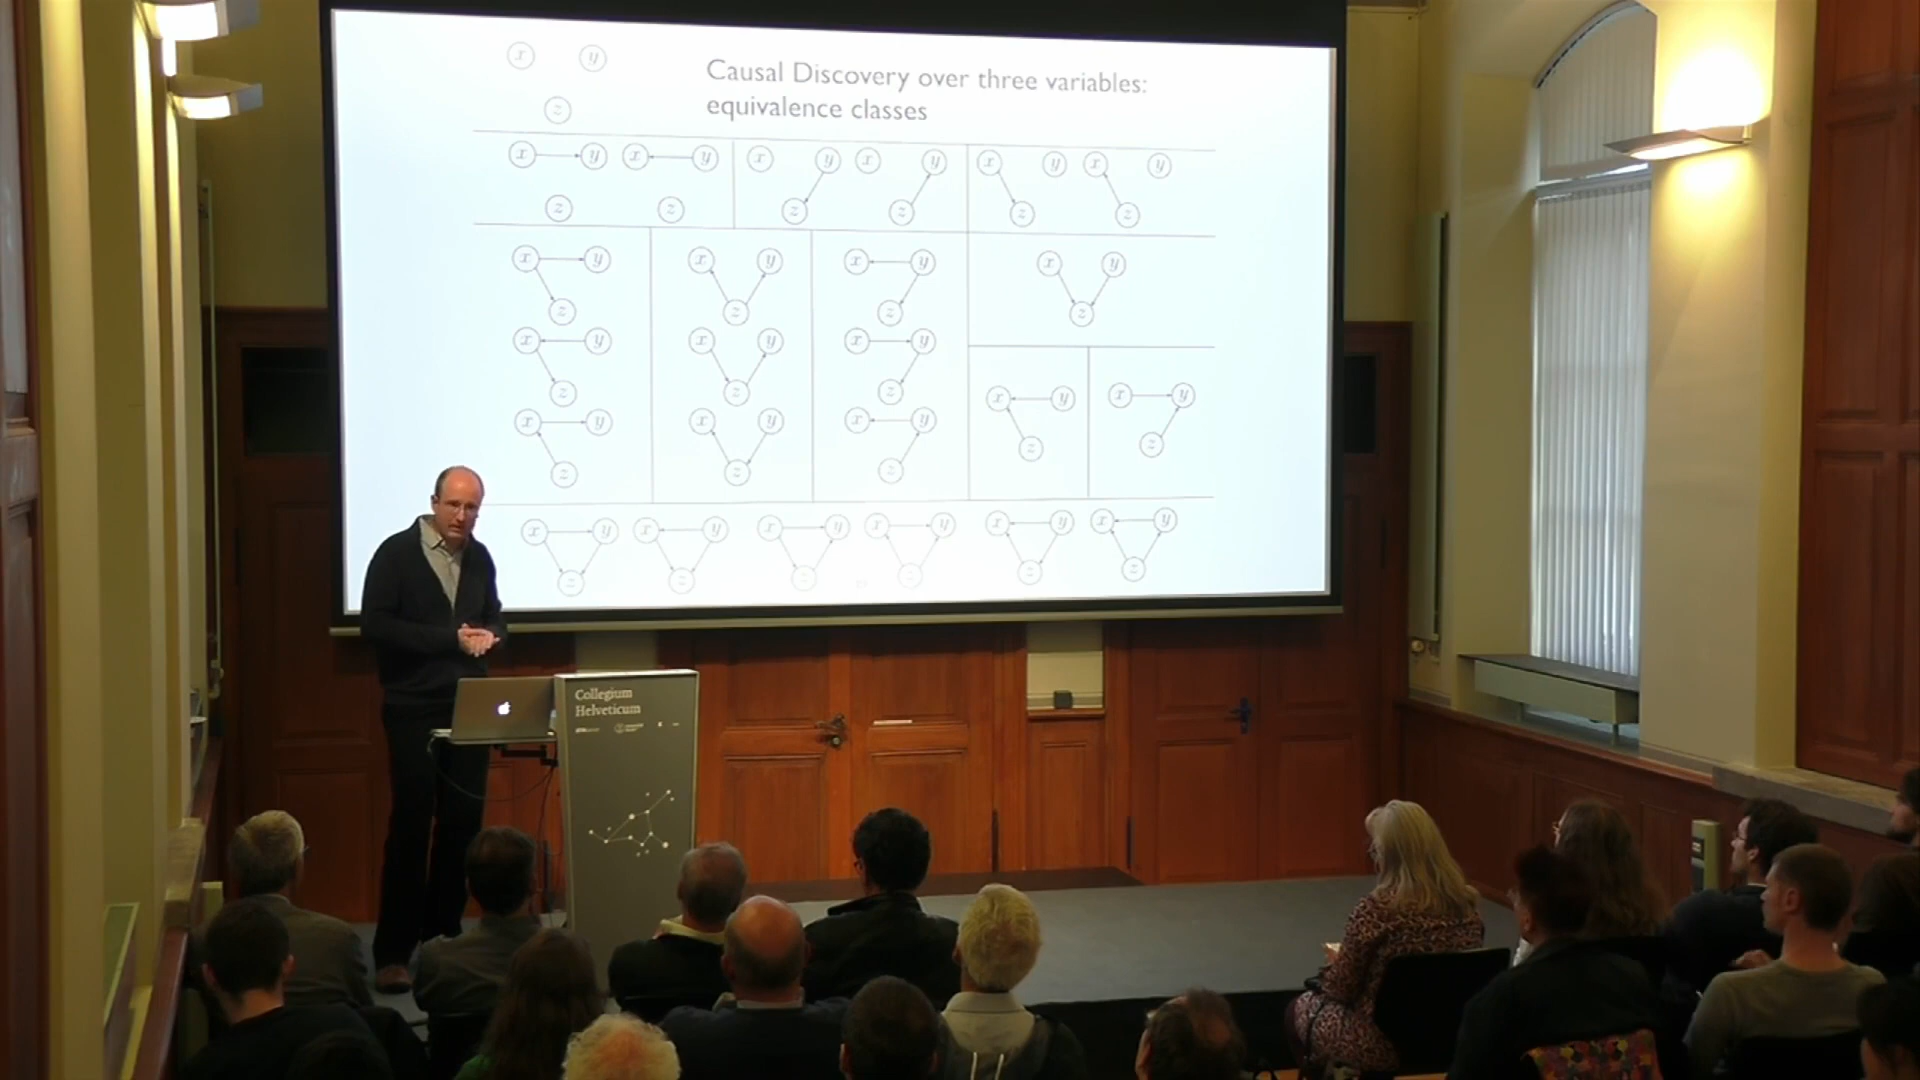 x y
Causal Discovery over three variables:
equivalence classes
z
x y x y x y x y x y x y
z z z z z z
x y x y x y x y
z z z z
x y x y x y
z z z
x y x y
z z
x y x y x y
z z z
x y x y x y x y x y x y
z z z z z z
Collegium
Helveticum